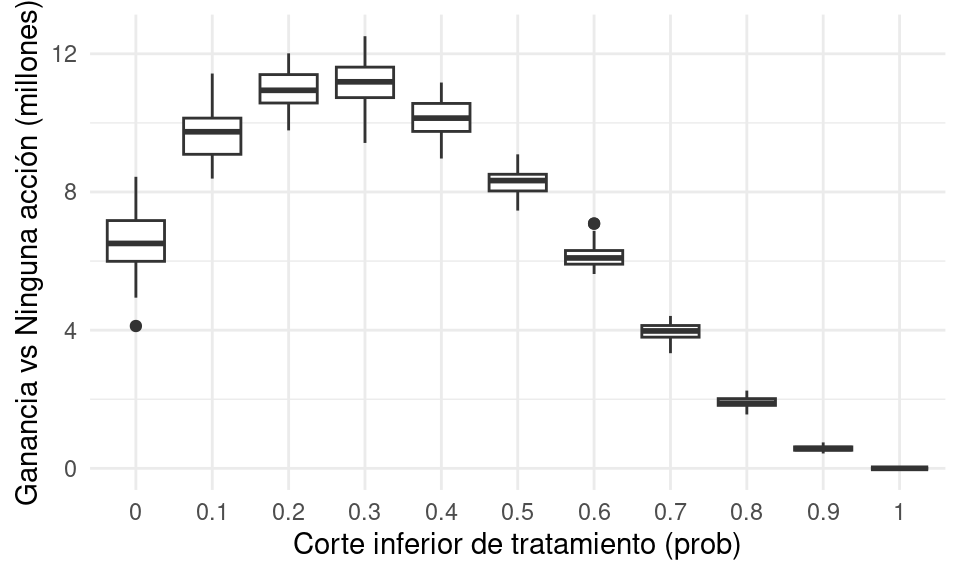 Ganancia vs Ninguna acción (millones)
12
8
4
0
0 0.1 0.2 0.3 0.4 0.5 0.6 0.7 0.8 0.9 1
Corte inferior de tratamiento (prob)